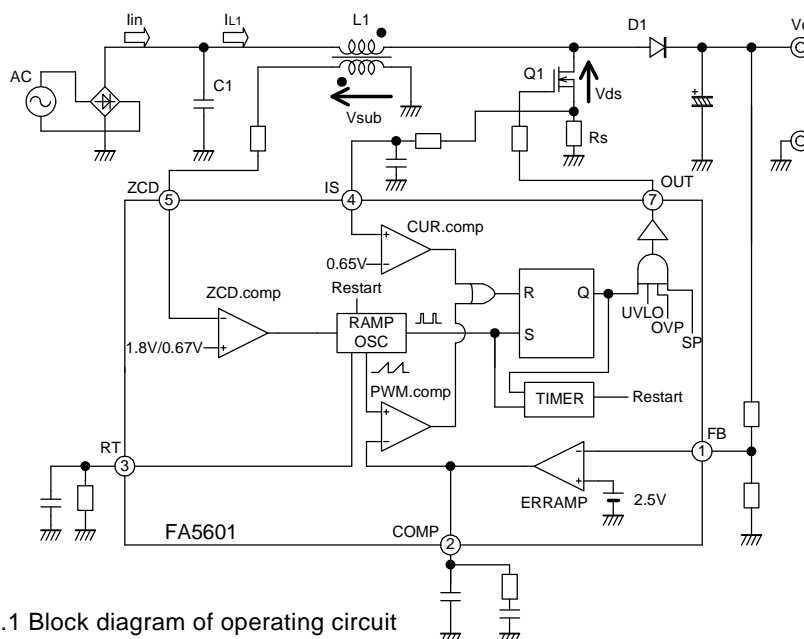 Iin
IL1
L1
D1
Vo
AC
C1
Q1
Vds
Vsub
Rs
ZCD
IS
OUT
5
4
7
CUR.comp
0.65V
ZCD.comp
Restart
R
Q
1.8V/0.67V
RAMP
OSC
S
UVLO
OVP
SP
PWM.comp
TIMER
Restart
RT
FB
3
1
ERRAMP
2.5V
FA5601
COMP
2
.1 Block diagram of operating circuit